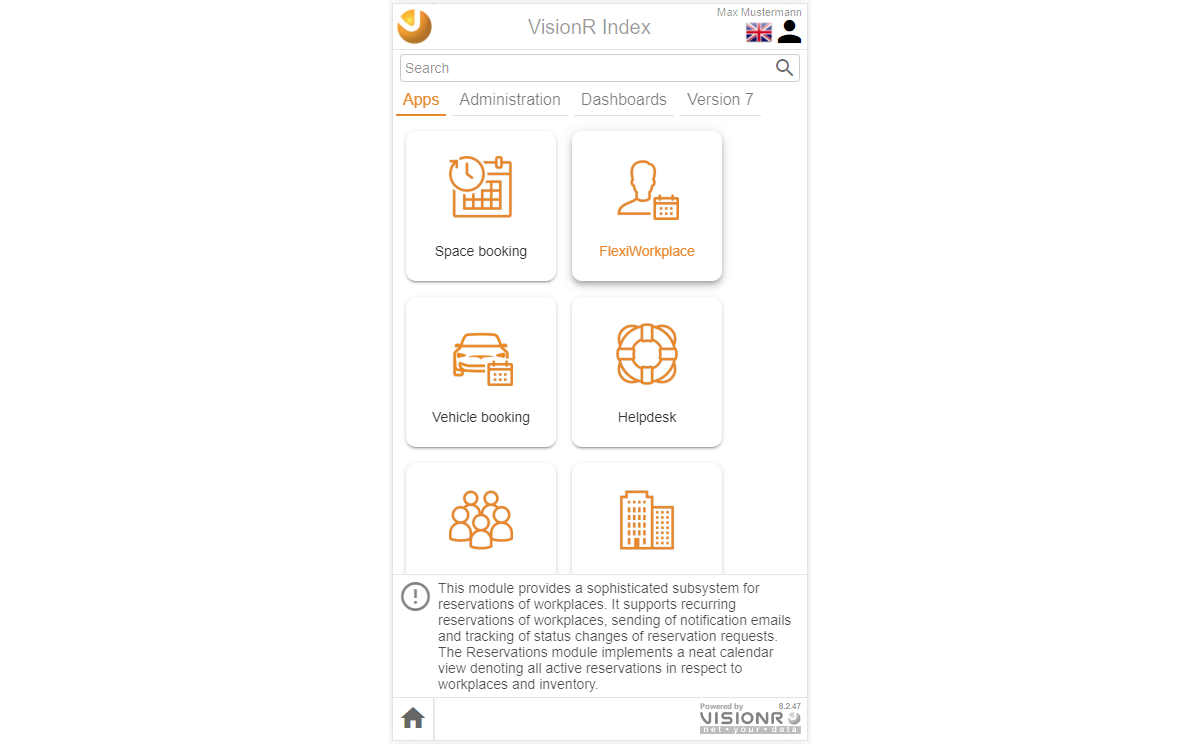 Max Mustermann
VisionR Index
Search
Apps Administration Dashboards Version 7
Space booking FlexiWorkplace
Vehicle booking Helpdesk
This module provides a sophisticated subsystem for
reservations of workplaces. It supports recurring
reservations of workplaces, sending of notification emails
and tracking of status changes of reservation requests.
The Reservations module implements a neat calendar
view denoting all active reservations in respect to
workplaces and inventory.
Powered by 8.2.47
VISIONR
net • your • data